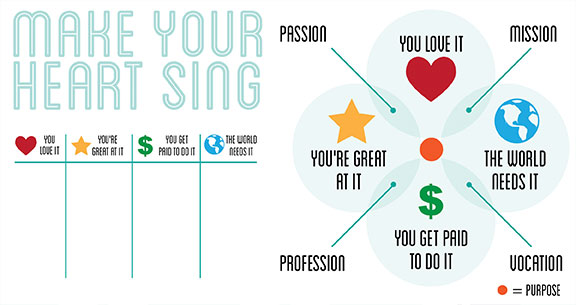 MAKE YOUR
HEART SING
YOU
LOVE IT
YOU'RE
GREAT AT IT
$
YOU GET
PAID TO DO IT
THE WORLD
NEEDS IT
PASSION
MISSION
YOU LOVE IT
YOU'RE GREAT
AT IT
THE WORLD
NEEDS IT
$
YOU GET PAID
TO DO IT
PROFESSION
VOCATION
= PURPOSE